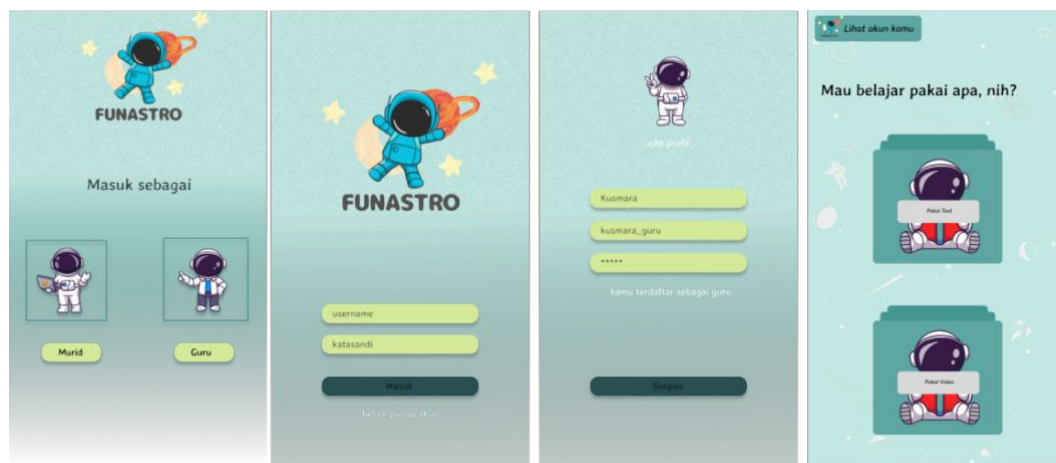 FUNASTRO
Masuk sebagai
Murid
Guru
FUNASTRO
username
katasandi
Masuk
belum punya akun
edit profil
Kusmara
kusmara_guru
*****
kamu terdaftar sebagai guru
Simpan
Lihat akun kamu
Mau belajar pakai apa, nih?
Pakai Text
Pakai Video